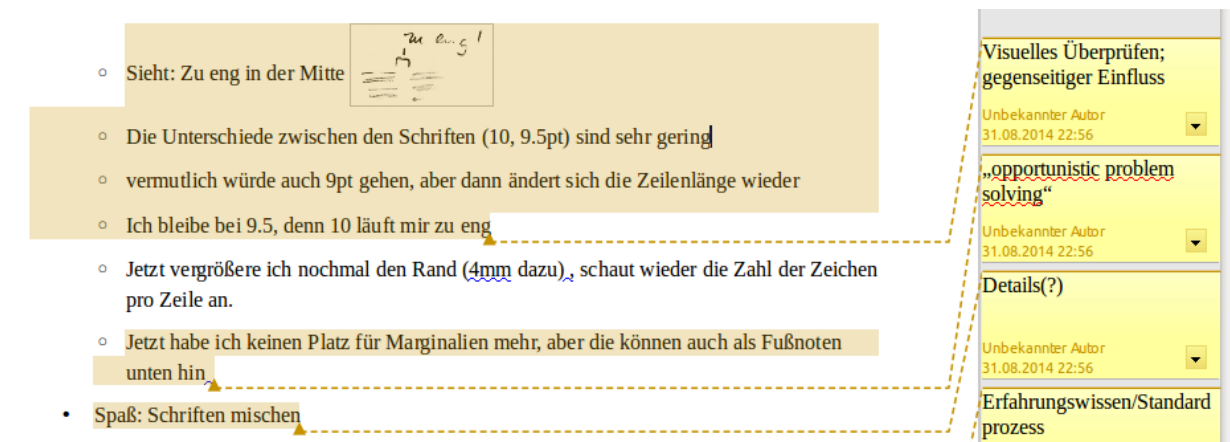 zu eng!
Sieht: Zu eng in der Mitte
Die Unterschiede zwischen den Schriften (10, 9.5pt) sind sehr gering
vermutlich würde auch 9pt gehen, aber dann ändert sich die Zeilenlänge wieder
Ich bleibe bei 9.5, denn 10 läuft mir zu eng
Jetzt vergrößere ich nochmal den Rand (4mm dazu) , schaut wieder die Zahl der Zeichen
pro Zeile an.
Jetzt habe ich keinen Platz für Marginalien mehr, aber die können auch als Fußnoten
unten hin
Spaß: Schriften mischen
Visuelles Überprüfen;
gegenseitiger Einfluss
Unbekannter Autor
31.08.2014 22:56
„opportunistic problem
solving“
Unbekannter Autor
31.08.2014 22:56
Details(?)
Unbekannter Autor
31.08.2014 22:56
Erfahrungswissen/Standard
prozess